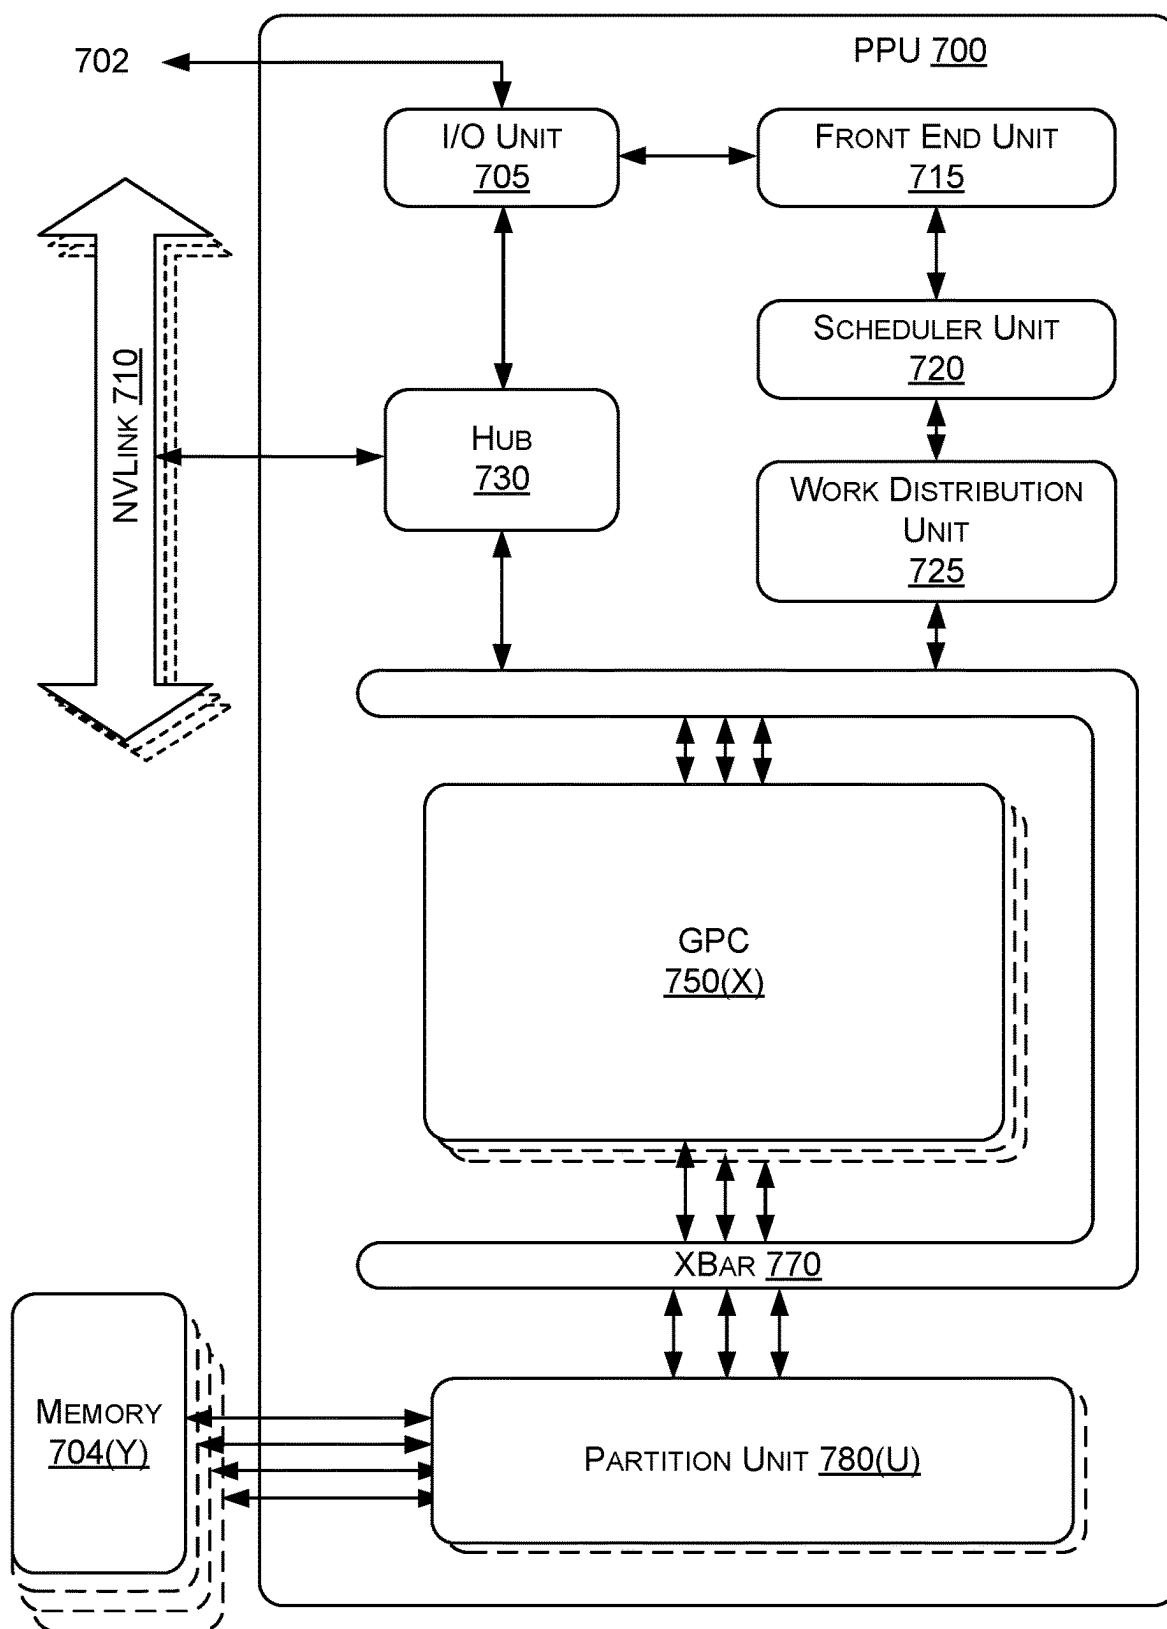 PPU 700
702
I/O UNIT
705
FRONT END UNIT
715
SCHEDULER UNIT
720
NVLINK 710
HUB
730
WORK DISTRIBUTION
UNIT
725
GPC
750(X)
XBAR 770
MEMORY
704(Y)
PARTITION UNIT 780(U)